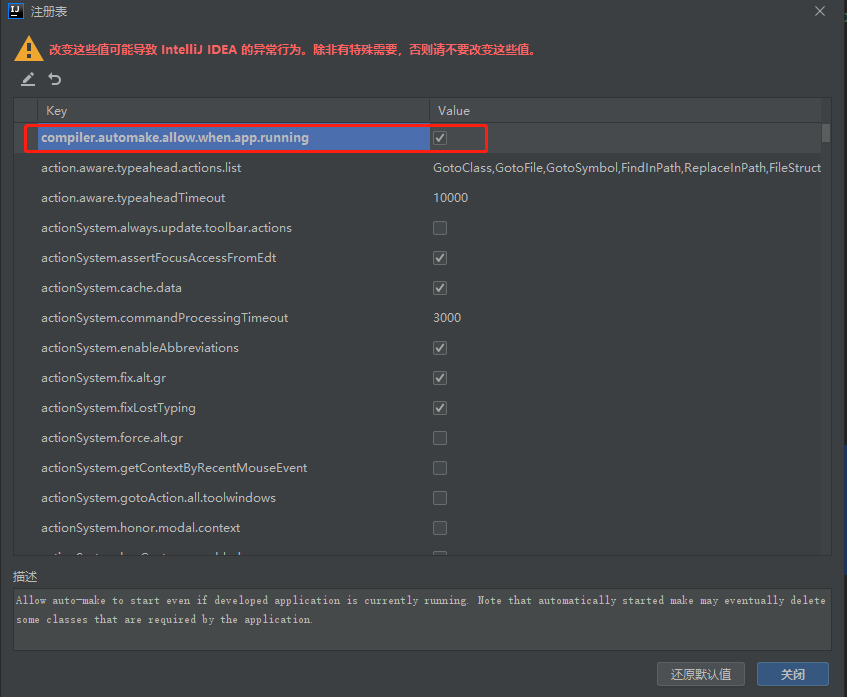 IJ 注册表
改变这些值可能导致 IntelliJ IDEA 的异常行为。除非有特殊需要，否则请不要改变这些值。
Key Value
compiler.automake.allow.when.app.running
action.aware.typeahead.actions.list GotoClass,GotoFile,GotoSymbol,FindInPath,ReplaceInPath,FileStruct
action.aware.typeaheadTimeout 10000
actionSystem.always.update.toolbar.actions
actionSystem.assertFocusAccessFromEdt
actionSystem.cache.data
actionSystem.commandProcessingTimeout 3000
actionSystem.enableAbbreviations
actionSystem.fix.alt.gr
actionSystem.fixLostTyping
actionSystem.force.alt.gr
actionSystem.getContextByRecentMouseEvent
actionSystem.gotoAction.all.toolwindows
actionSystem.honor.modal.context
描述
Allow auto-make to start even if developed application is currently running. Note that automatically started make may eventually delete
some classes that are required by the application.
还原默认值 关闭